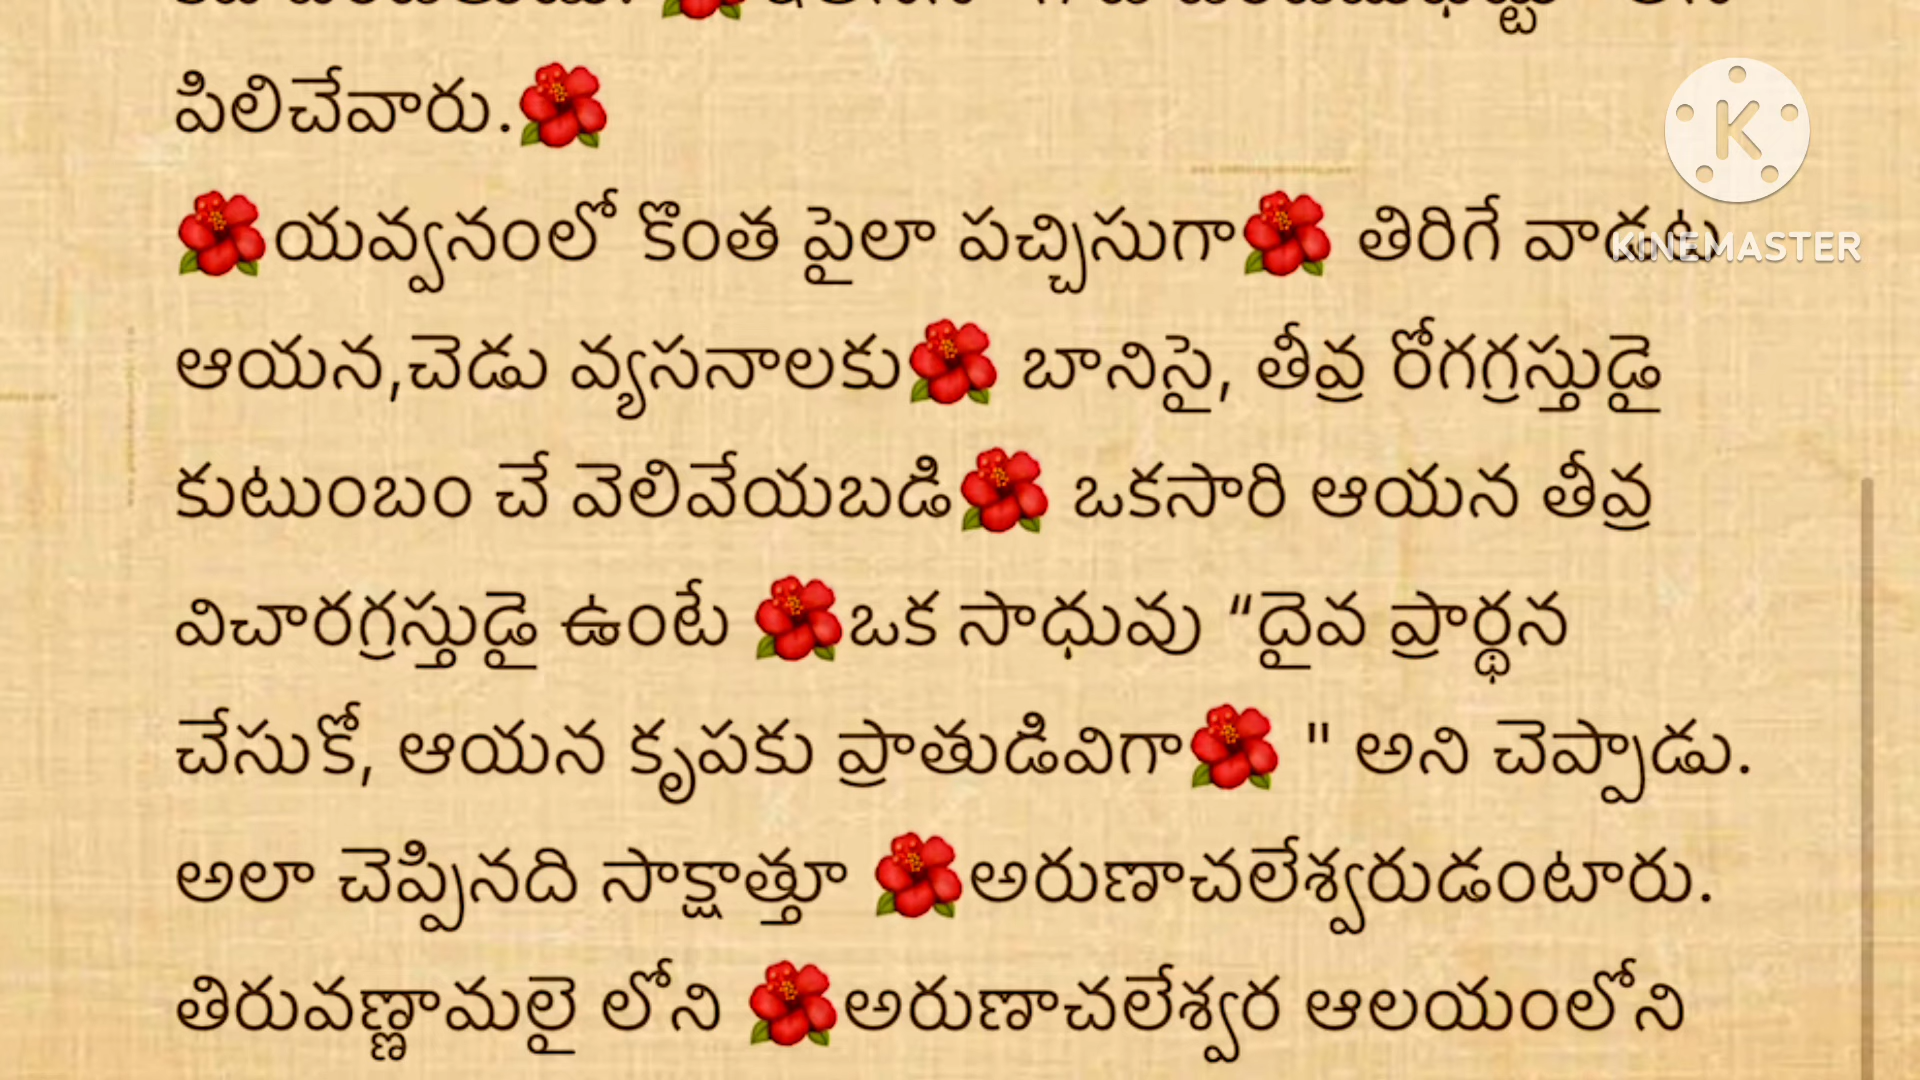 పిలిచేవారు.🌺
🌺యవ్వనంలో కొంత పైలా పచ్చిసుగా🌺 తిరిగే వాడట
ఆయన,చెడు వ్యసనాలకు🌺 బానిసై, తీవ్ర రోగగ్రస్తుడై
కుటుంబం చే వెలివేయబడి🌺 ఒకసారి ఆయన తీవ్ర
విచారగ్రస్తుడై ఉంటే 🌺ఒక సాధువు “దైవ ప్రార్థన
చేసుకో, ఆయన కృపకు ప్రాతుడివిగా🌺 " అని చెప్పాడు.
అలా చెప్పినది సాక్షాత్తూ 🌺అరుణాచలేశ్వరుడంటారు.
తిరువణ్ణామలై లోని 🌺అరుణాచలేశ్వర ఆలయంలోని
K
KINEMASTER